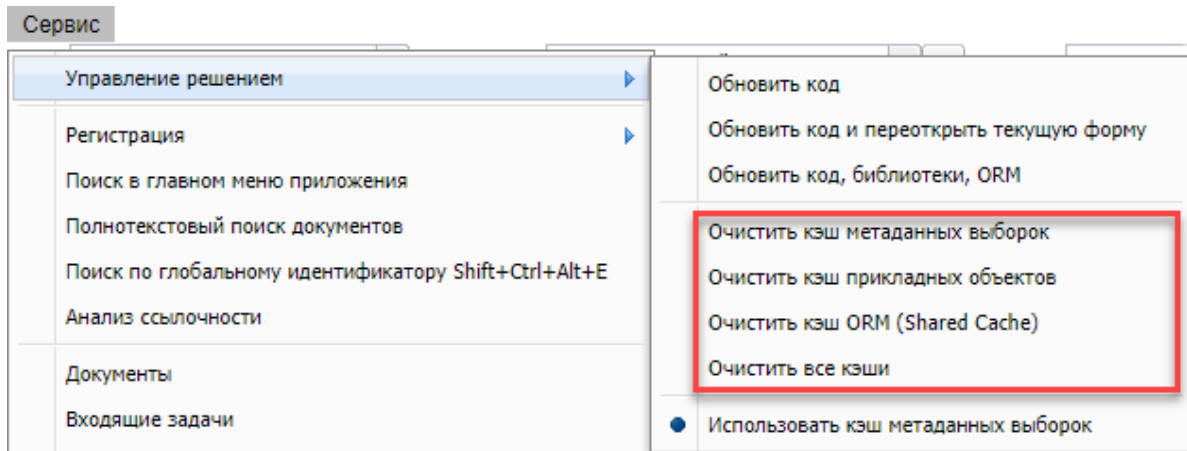 Сервис
Управление решением
Регистрация
Поиск в главном меню приложения
Полнотекстовый поиск документов
Поиск по глобальному идентификатору Shift+Ctrl+Alt+E
Анализ ссылочности
Документы
Входящие задачи
Обновить код
Обновить код и переоткрыть текущую форму
Обновить код, библиотеки, ORM
Очистить кэш метаданных выборок
Очистить кэш прикладных объектов
Очистить кэш ORM (Shared Cache)
Очистить все кэши
Использовать кэш метаданных выборок